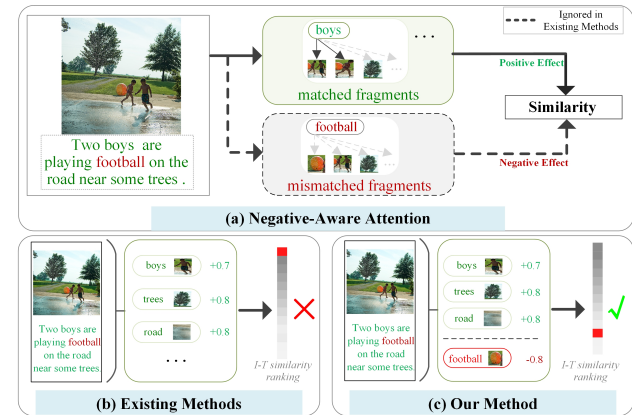 Ignored in
Existing Methods
boys
...
...
matched fragments
Positive Effect
Similarity
football
...
mismatched fragments
Negative Effect
Two boys are
playing football on the
road near some trees .
(a) Negative-Aware Attention
boys +0.7
trees +0.8
road +0.8
...
Two boys are
playing football
on the road
near some trees.
I-T similarity
ranking
(b) Existing Methods
boys +0.7
trees +0.8
road +0.8
football -0.8
Two boys are
playing football
on the road
near some trees.
I-T similarity
ranking
(c) Our Method